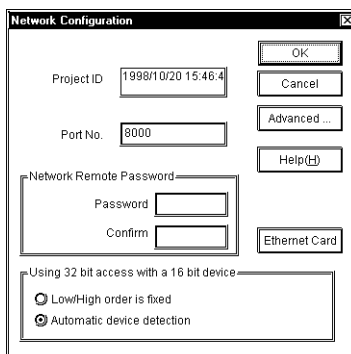 Network Configuration
OK
Project ID 1998/10/20 15:46:4
Cancel
Advanced ...
Port No. 8000
Help(H)
Network Remote Password
Password
Confirm
Ethernet Card
Using 32 bit access with a 16 bit device
Low/High order is fixed
Automatic device detection